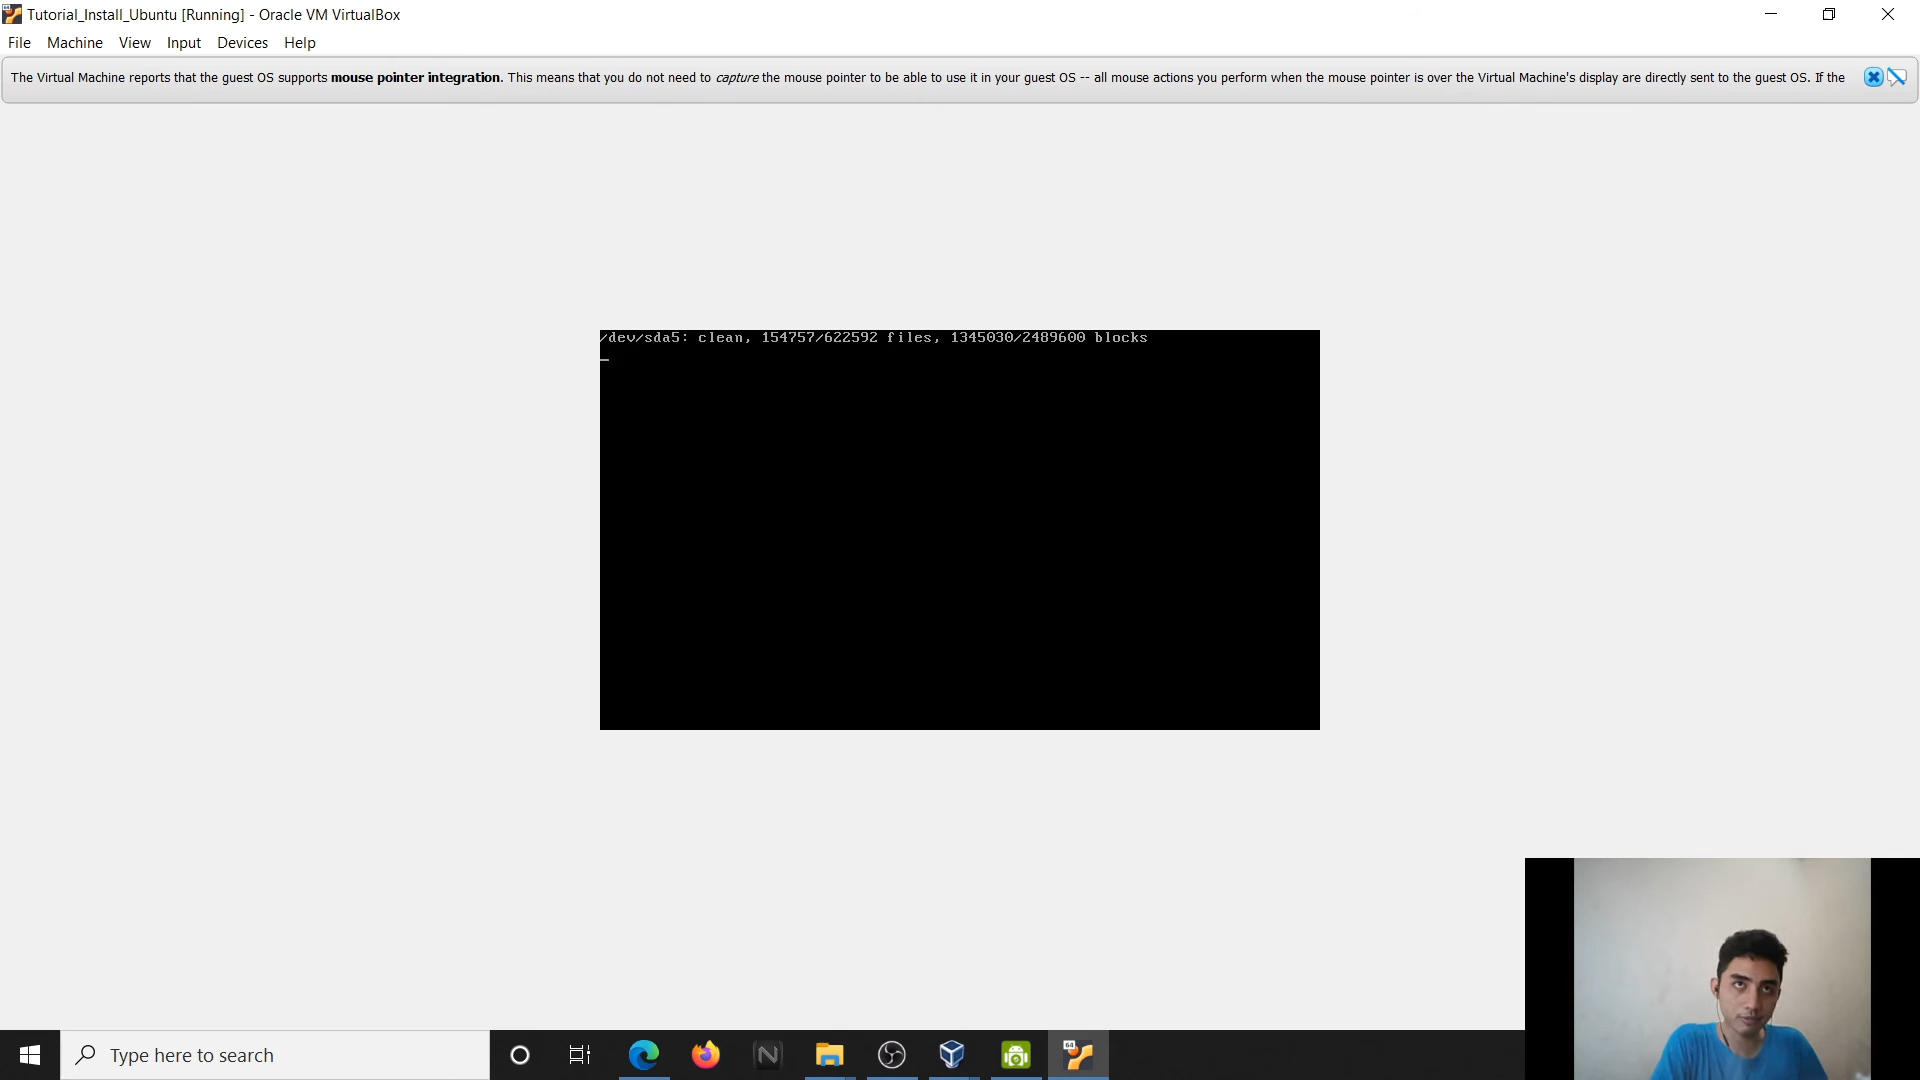 Tutorial_Install_Ubuntu [Running] - Oracle VM VirtualBox
File Machine View Input Devices Help
The Virtual Machine reports that the guest OS supports mouse pointer integration. This means that you do not need to capture the mouse pointer to be able to use it in your guest OS -- all mouse actions you perform when the mouse pointer is over the Virtual Machine's display are directly sent to the guest OS. If the
/dev/sda5: clean, 154757/622592 files, 1345030/2489600 blocks
Type here to search
64